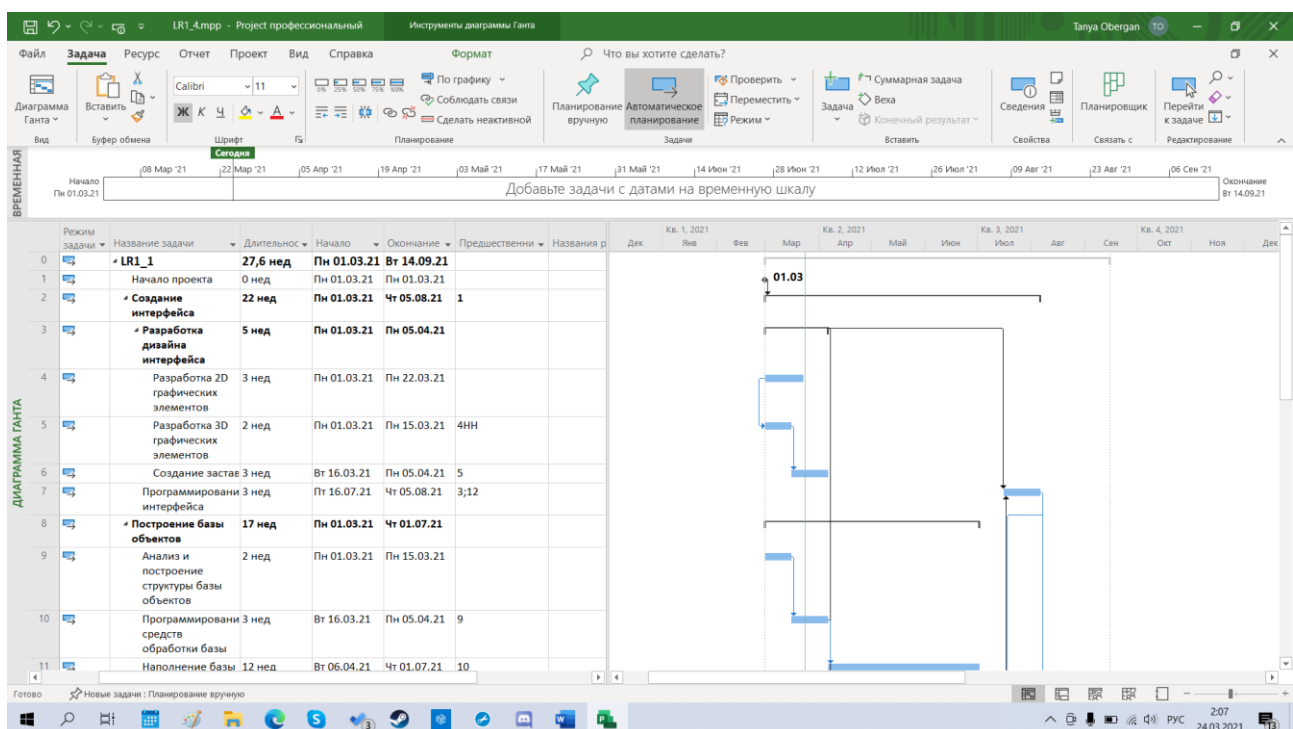 LR1_4.mpp - Project профессиональный
Инструменты диаграммы Ганта
Tanya Obergan
TO
Файл Задача Ресурс Отчет Проект Вид Справка Формат Что вы хотите сделать?
Диаграмма Ганта
Вид
Вставить
Буфер обмена
Calibri 11
Ж К Ч
Шрифт
0% 25% 50% 75% 100%
По графику
Соблюдать связи
Сделать неактивной
Планирование
Планирование вручную
Автоматическое планирование
Проверить
Переместить
Режим
Задачи
Задача
Суммарная задача
Веха
Конечный результат
Вставить
Сведения
Свойства
Планировщик
Связать с
Перейти к задаче
Редактирование
ВРЕМЕННАЯ
Сегодня
08 Мар '21 22 Мар '21 05 Апр '21 19 Апр '21 03 Май '21 17 Май '21 31 Май '21 14 Июн '21 28 Июн '21 12 Июл '21 26 Июл '21 09 Авг '21 23 Авг '21 06 Сен '21
Начало
Пн 01.03.21
Добавьте задачи с датами на временную шкалу
Окончание
Вт 14.09.21
ДИАГРАММА ГАНТА
Режим задачи Название задачи Длительнос Начало Окончание Предшественни Названия р
Кв. 1, 2021 Кв. 2, 2021 Кв. 3, 2021 Кв. 4, 2021
Дек Янв Фев Мар Апр Май Июн Июл Авг Сен Окт Ноя Дек
0 LR1_1 27,6 нед Пн 01.03.21 Вт 14.09.21
1 Начало проекта 0 нед Пн 01.03.21 Пн 01.03.21
01.03
2 Создание интерфейса 22 нед Пн 01.03.21 Чт 05.08.21 1
3 Разработка дизайна интерфейса 5 нед Пн 01.03.21 Пн 05.04.21
4 Разработка 2D графических элементов 3 нед Пн 01.03.21 Пн 22.03.21
5 Разработка 3D графических элементов 2 нед Пн 01.03.21 Пн 15.03.21 4НН
6 Создание застав 3 нед Вт 16.03.21 Пн 05.04.21 5
7 Программировани интерфейса 3 нед Пт 16.07.21 Чт 05.08.21 3;12
8 Построение базы объектов 17 нед Пн 01.03.21 Чт 01.07.21
9 Анализ и построение структуры базы объектов 2 нед Пн 01.03.21 Пн 15.03.21
10 Программировани средств обработки базы 3 нед Вт 16.03.21 Пн 05.04.21 9
11 Наполнение базы 12 нед Вт 06.04.21 Чт 01.07.21 10
Готово Новые задачи : Планирование вручную
3
РУС
2:07
24.03.2021
13